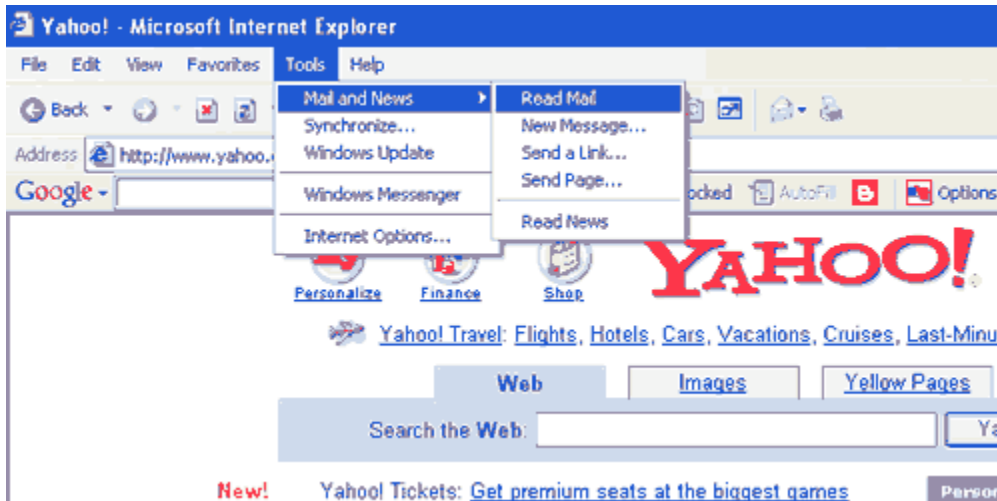 Yahoo! - Microsoft Internet Explorer
File Edit View Favorites Tools Help
Mail and News
Synchronize...
Windows Update
Windows Messenger
Internet Options...
Read Mail
New Message...
Send a Link...
Send Page...
Read News
Back
Address http://www.yahoo.
Google AutoFill Options
Personalize Finance Shop
YAHOO!
Yahoo! Travel: Flights, Hotels, Cars, Vacations, Cruises, Last-Minu
Web Images Yellow Pages
Search the Web: Ya
New! Yahoo! Tickets: Get premium seats at the biggest games Person